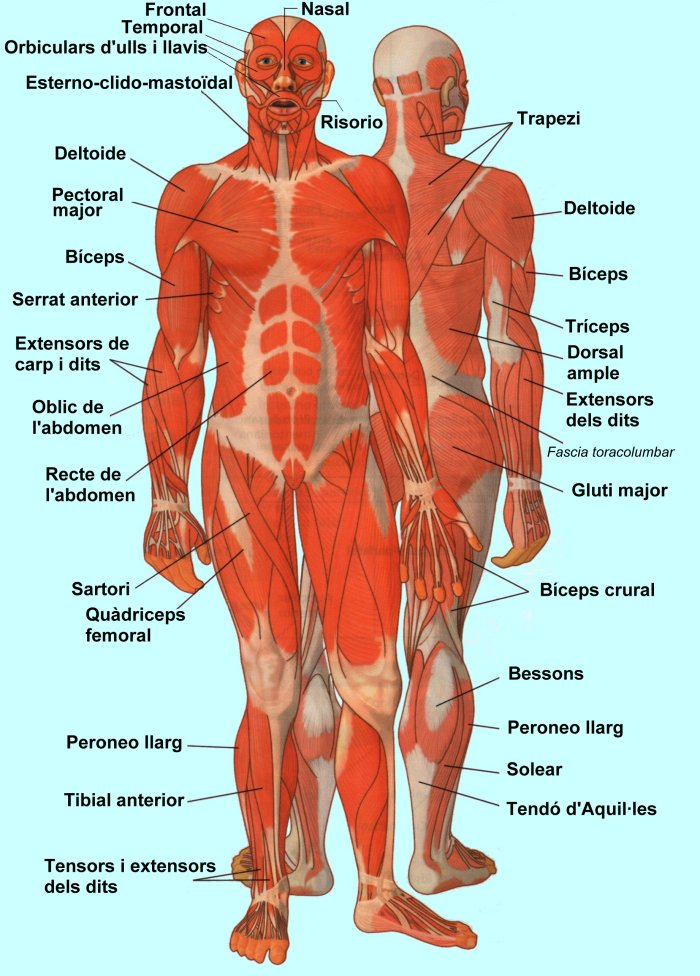 Frontal
Nasal
Temporal
Orbiculars d'ulls i llavis
Esterno-clido-mastoïdal
Risorio
Trapezi
Deltoide
Pectoral
major
Deltoide
Bíceps
Bíceps
Serrat anterior
Tríceps
Extensors de
carp i dits
Dorsal
ample
Oblic de
l'abdomen
Extensors
dels dits
Fascia toracolumbar
Recte de
l'abdomen
Gluti major
Sartori
Bíceps crural
Quàdriceps
femoral
Bessons
Peroneo llarg
Peroneo llarg
Solear
Tibial anterior
Tendó d'Aquil·les
Tensors i extensors
dels dits